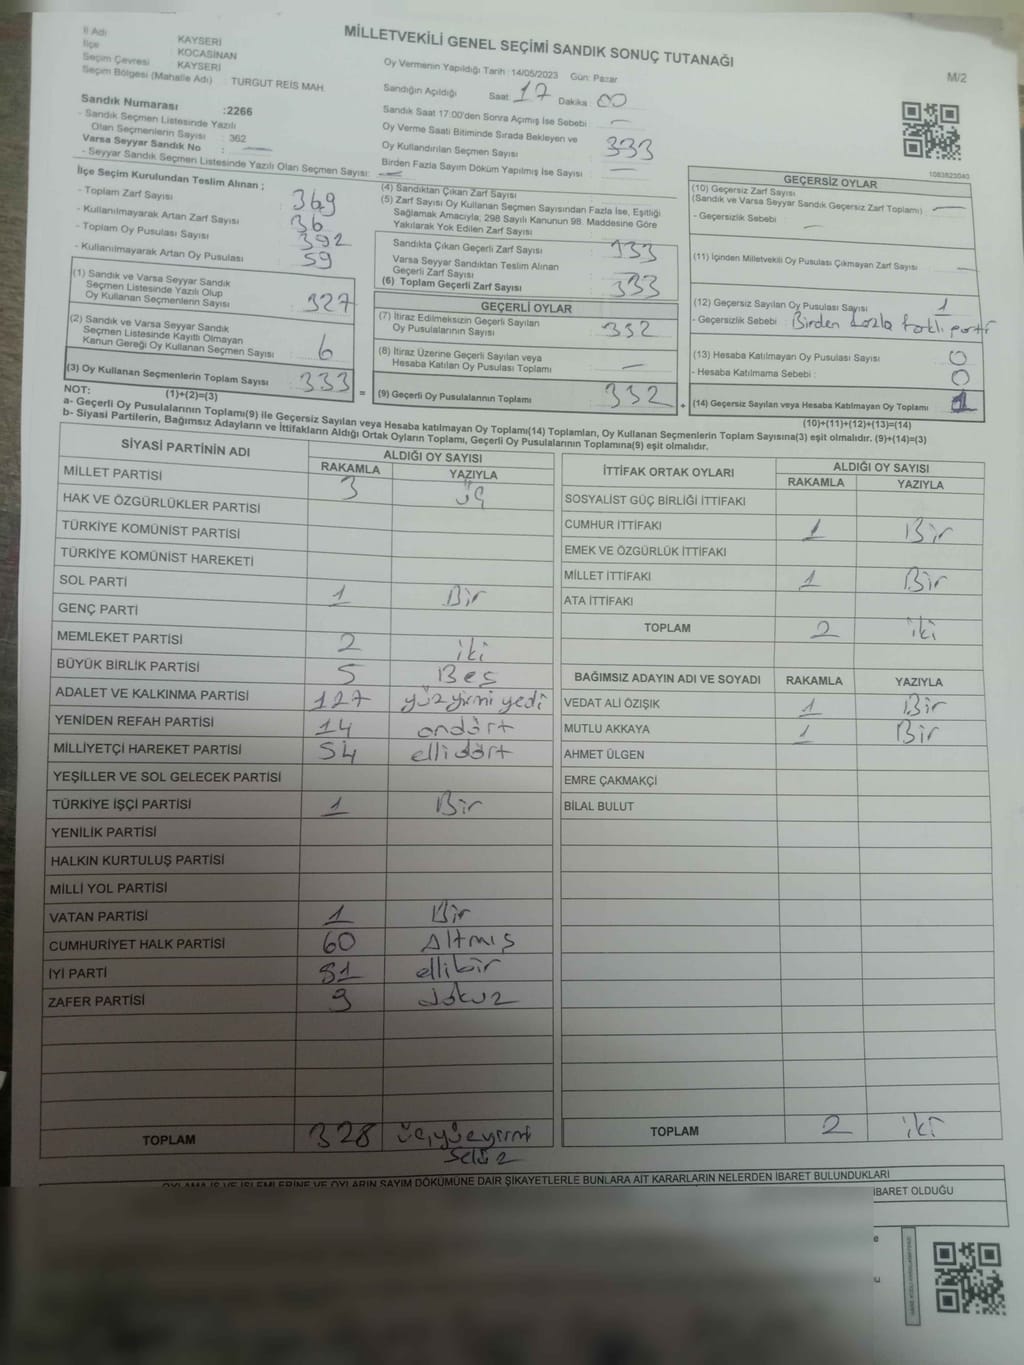 MİLLETVEKİLİ GENEL SEÇİMİ SANDIK SONUÇ TUTANAĞI
M/2
İl Adı KAYSERİ
İlçe : KOCASİNAN
Seçim Çevresi : KAYSERİ
Seçim Bölgesi (Mahalle Adı) : TURGUT REİS MAH.
Sandık Numarası :2266
- Sandık Seçmen Listesinde Yazılı
Olan Seçmenlerin Sayısı : 362
Varsa Seyyar Sandık No : —
- Seyyar Sandık Seçmen Listesinde Yazılı Olan Seçmen Sayısı: —
Oy Vermenin Yapıldığı Tarih : 14/05/2023 Gün: Pazar
Sandığın Açıldığı Saat : 17 Dakika : 00
Sandık Saat 17:00'den Sonra Açımış İse Sebebi : —
Oy Verme Saati Bitiminde Sırada Bekleyen ve
Oy Kullandırılan Seçmen Sayısı : 333
Birden Fazla Sayım Döküm Yapılmış İse Sayısı : —
1083823040
İlçe Seçim Kurulundan Teslim Alınan ;
- Toplam Zarf Sayısı : 369
- Kullanılmayarak Artan Zarf Sayısı : 36
- Toplam Oy Pusulası Sayısı : 392
- Kullanılmayarak Artan Oy Pusulası : 59
(1) Sandık ve Varsa Seyyar Sandık
Seçmen Listesinde Yazılı Olup
Oy Kullanan Seçmenlerin Sayısı : 327
(2) Sandık ve Varsa Seyyar Sandık
Seçmen Listesinde Kayıtlı Olmayan
Kanun Gereği Oy Kullanan Seçmen Sayısı : 6
(3) Oy Kullanan Seçmenlerin Toplam Sayısı : 333 =
(1)+(2)=(3)
(4) Sandıktan Çıkan Zarf Sayısı :
(5) Zarf Sayısı Oy Kullanan Seçmen Sayısından Fazla İse, Eşitliği
Sağlamak Amacıyla; 298 Sayılı Kanunun 98. Maddesine Göre
Yakılarak Yok Edilen Zarf Sayısı :
Sandıkta Çıkan Geçerli Zarf Sayısı : 333
Varsa Seyyar Sandıktan Teslim Alınan
Geçerli Zarf Sayısı
(6) Toplam Geçerli Zarf Sayısı : 333
GEÇERLİ OYLAR
(7) İtiraz Edilmeksizin Geçerli Sayılan
Oy Pusulalarının Sayısı : 332
(8) İtiraz Üzerine Geçerli Sayılan veya
Hesaba Katılan Oy Pusulası Toplamı : —
(9) Geçerli Oy Pusulalarının Toplamı : 332 +
GEÇERSİZ OYLAR
(10) Geçersiz Zarf Sayısı
(Sandık ve Varsa Seyyar Sandık Geçersiz Zarf Toplamı) : —
- Geçersizlik Sebebi : —
(11) İçinden Milletvekili Oy Pusulası Çıkmayan Zarf Sayısı : —
(12) Geçersiz Sayılan Oy Pusulası Sayısı : 1
- Geçersizlik Sebebi : Birden fazla farklı parti
(13) Hesaba Katılmayan Oy Pusulası Sayısı : 0
- Hesaba Katılmama Sebebi : 0
(14) Geçersiz Sayılan veya Hesaba Katılmayan Oy Toplamı : 1
(10)+(11)+(12)+(13)=(14)
NOT:
a- Geçerli Oy Pusulalarının Toplamı(9) ile Geçersiz Sayılan veya Hesaba katılmayan Oy Toplamı(14) Toplamları, Oy Kullanan Seçmenlerin Toplam Sayısına(3) eşit olmalıdır. (9)+(14)=(3)
b- Siyasi Partilerin, Bağımsız Adayların ve İttifakların Aldığı Ortak Oyların Toplamı, Geçerli Oy Pusulalarının Toplamına(9) eşit olmalıdır.
SİYASİ PARTİNİN ADI ALDIĞI OY SAYISI
RAKAMLA YAZIYLA
MİLLET PARTİSİ 3 üç
HAK VE ÖZGÜRLÜKLER PARTİSİ
TÜRKİYE KOMÜNİST PARTİSİ
TÜRKİYE KOMÜNİST HAREKETİ
SOL PARTİ 1 Bir
GENÇ PARTİ
MEMLEKET PARTİSİ 2 iki
BÜYÜK BİRLİK PARTİSİ 5 Beş
ADALET VE KALKINMA PARTİSİ 127 yüzyirmi yedi
YENİDEN REFAH PARTİSİ 14 ondört
MİLLİYETÇİ HAREKET PARTİSİ 54 ellidört
YEŞİLLER VE SOL GELECEK PARTİSİ
TÜRKİYE İŞÇİ PARTİSİ 1 Bir
YENİLİK PARTİSİ
HALKIN KURTULUŞ PARTİSİ
MİLLİ YOL PARTİSİ
VATAN PARTİSİ 1 Bir
CUMHURİYET HALK PARTİSİ 60 Altmış
İYİ PARTİ 51 ellibir
ZAFER PARTİSİ 9 dokuz
TOPLAM 328 üçyüzyirmi
sekiz
İTTİFAK ORTAK OYLARI ALDIĞI OY SAYISI
RAKAMLA YAZIYLA
SOSYALİST GÜÇ BİRLİĞİ İTTİFAKI
CUMHUR İTTİFAKI 1 Bir
EMEK VE ÖZGÜRLÜK İTTİFAKI
MİLLET İTTİFAKI 1 Bir
ATA İTTİFAKI
TOPLAM 2 iki
BAĞIMSIZ ADAYIN ADI VE SOYADI RAKAMLA YAZIYLA
VEDAT ALİ ÖZIŞIK 1 Bir
MUTLU AKKAYA 1 Bir
AHMET ÜLGEN
EMRE ÇAKMAKÇİ
BİLAL BULUT
TOPLAM 2 iki
OYLAMA İŞ VE İŞLEMLERİNE VE OYLARIN SAYIM DÖKÜMÜNE DAİR ŞİKAYETLERLE BUNLARA AİT KARARLARIN NELERDEN İBARET BULUNDUKLARI
İBARET OLDUĞU